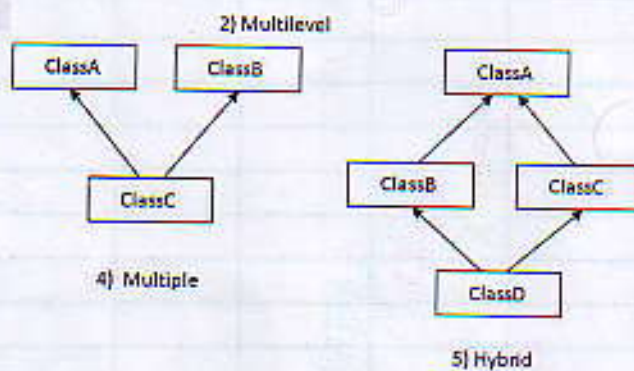 2) Multilevel
ClassA
ClassB
ClassC
4) Multiple
ClassA
ClassB
ClassC
ClassD
5) Hybrid